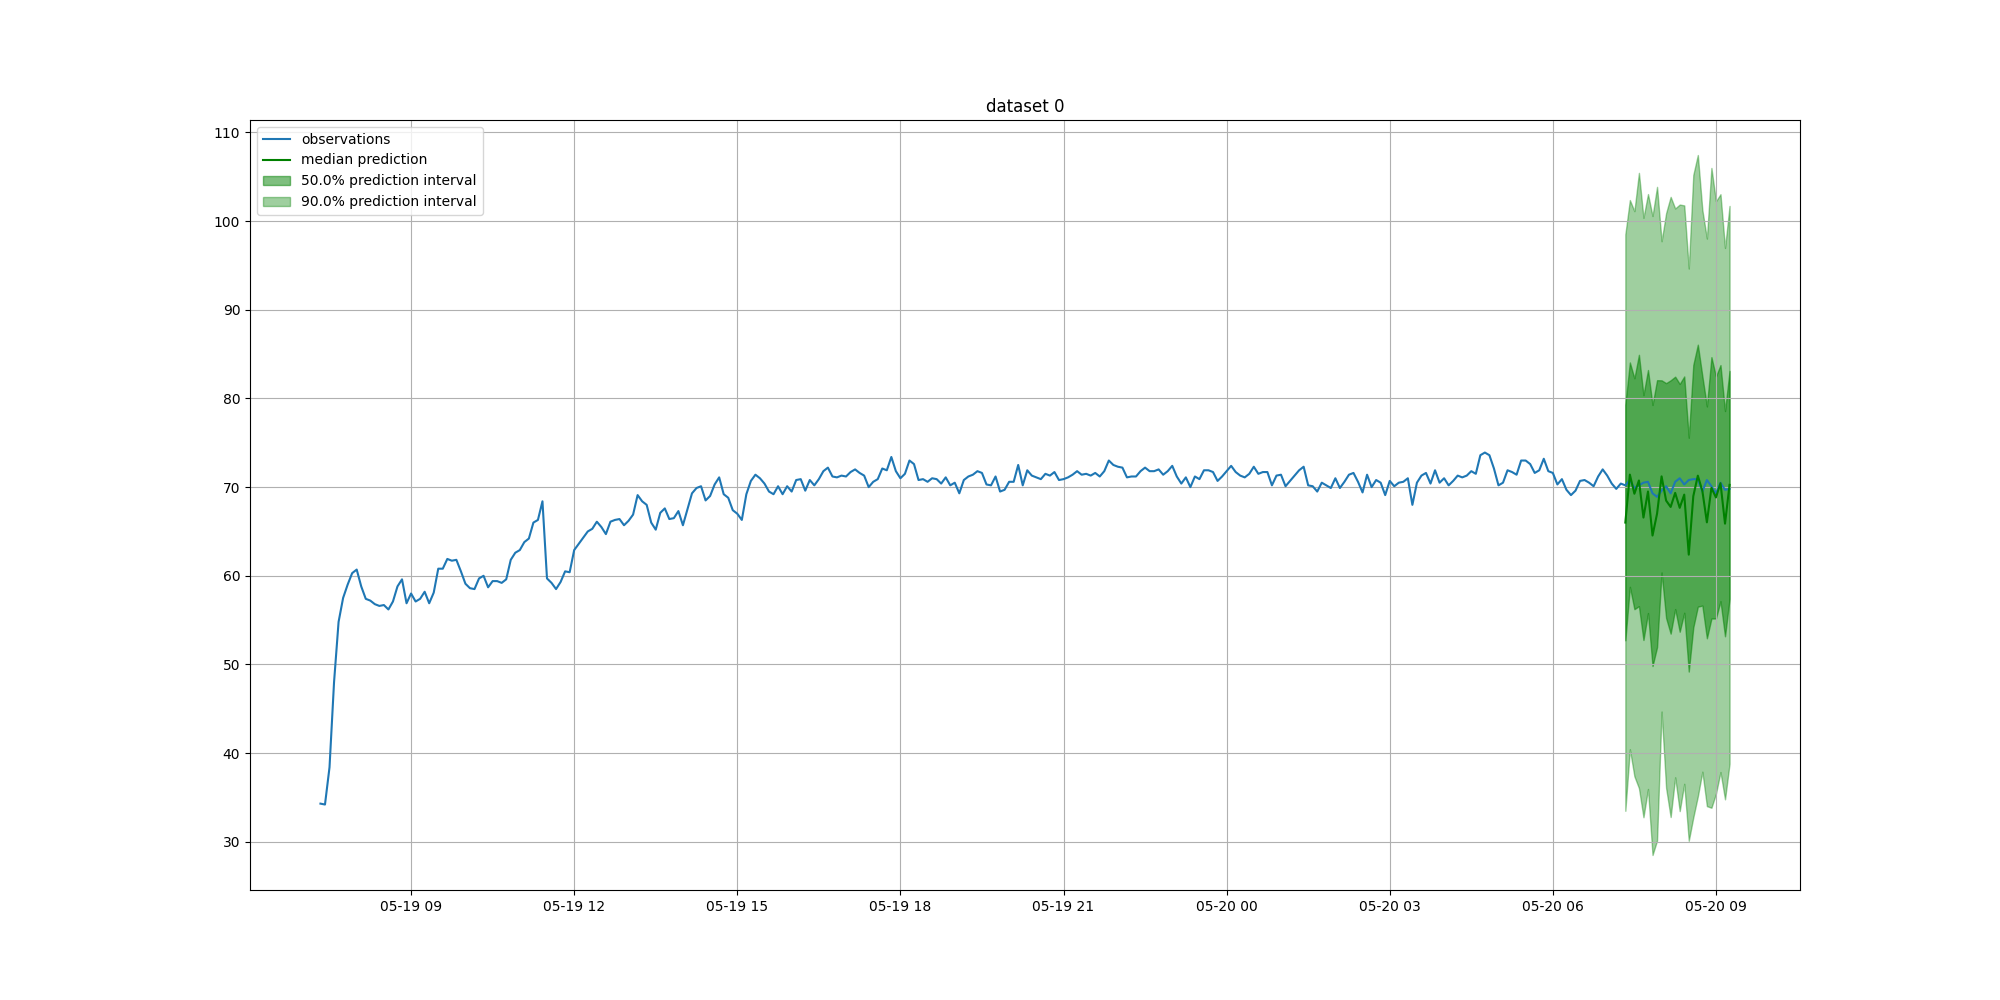 dataset 0
observations
median prediction
50.0% prediction interval
90.0% prediction interval
110
100
90
80
70
60
50
40
30
05-19 09 05-19 12 05-19 15 05-19 18 05-19 21 05-20 00 05-20 03 05-20 06 05-20 09